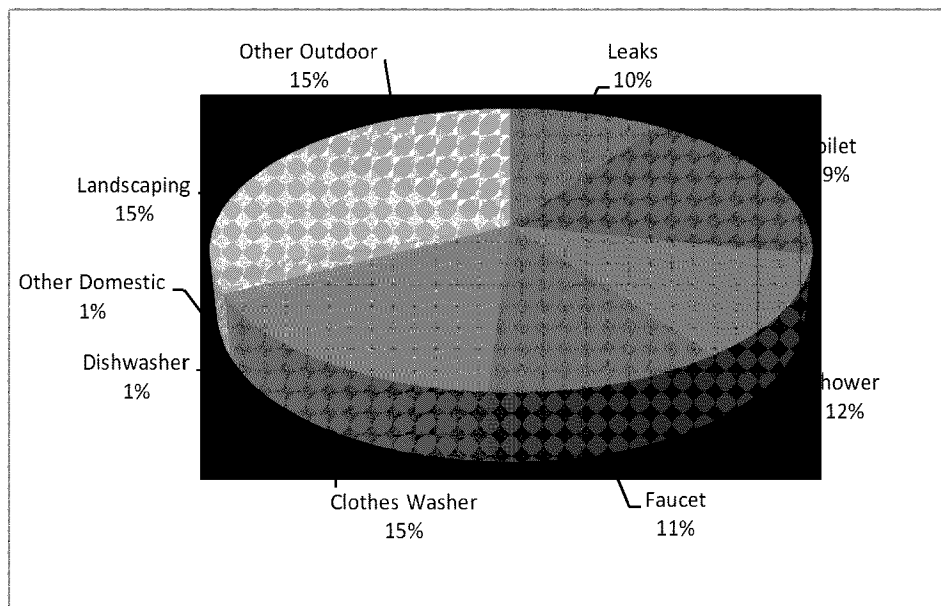 Other Outdoor
15%
Leaks
10%
oilet
9%
Landscaping
15%
Other Domestic
1%
Dishwasher
1%
hower
12%
Clothes Washer
15%
Faucet
11%